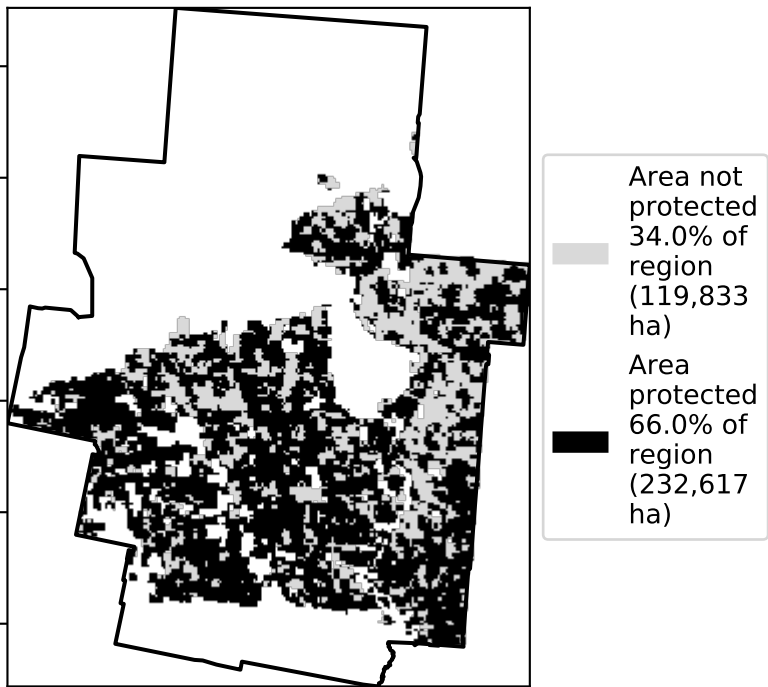 Area not
protected
34.0% of
region
(119,833
ha)
Area
protected
66.0% of
region
(232,617
ha)